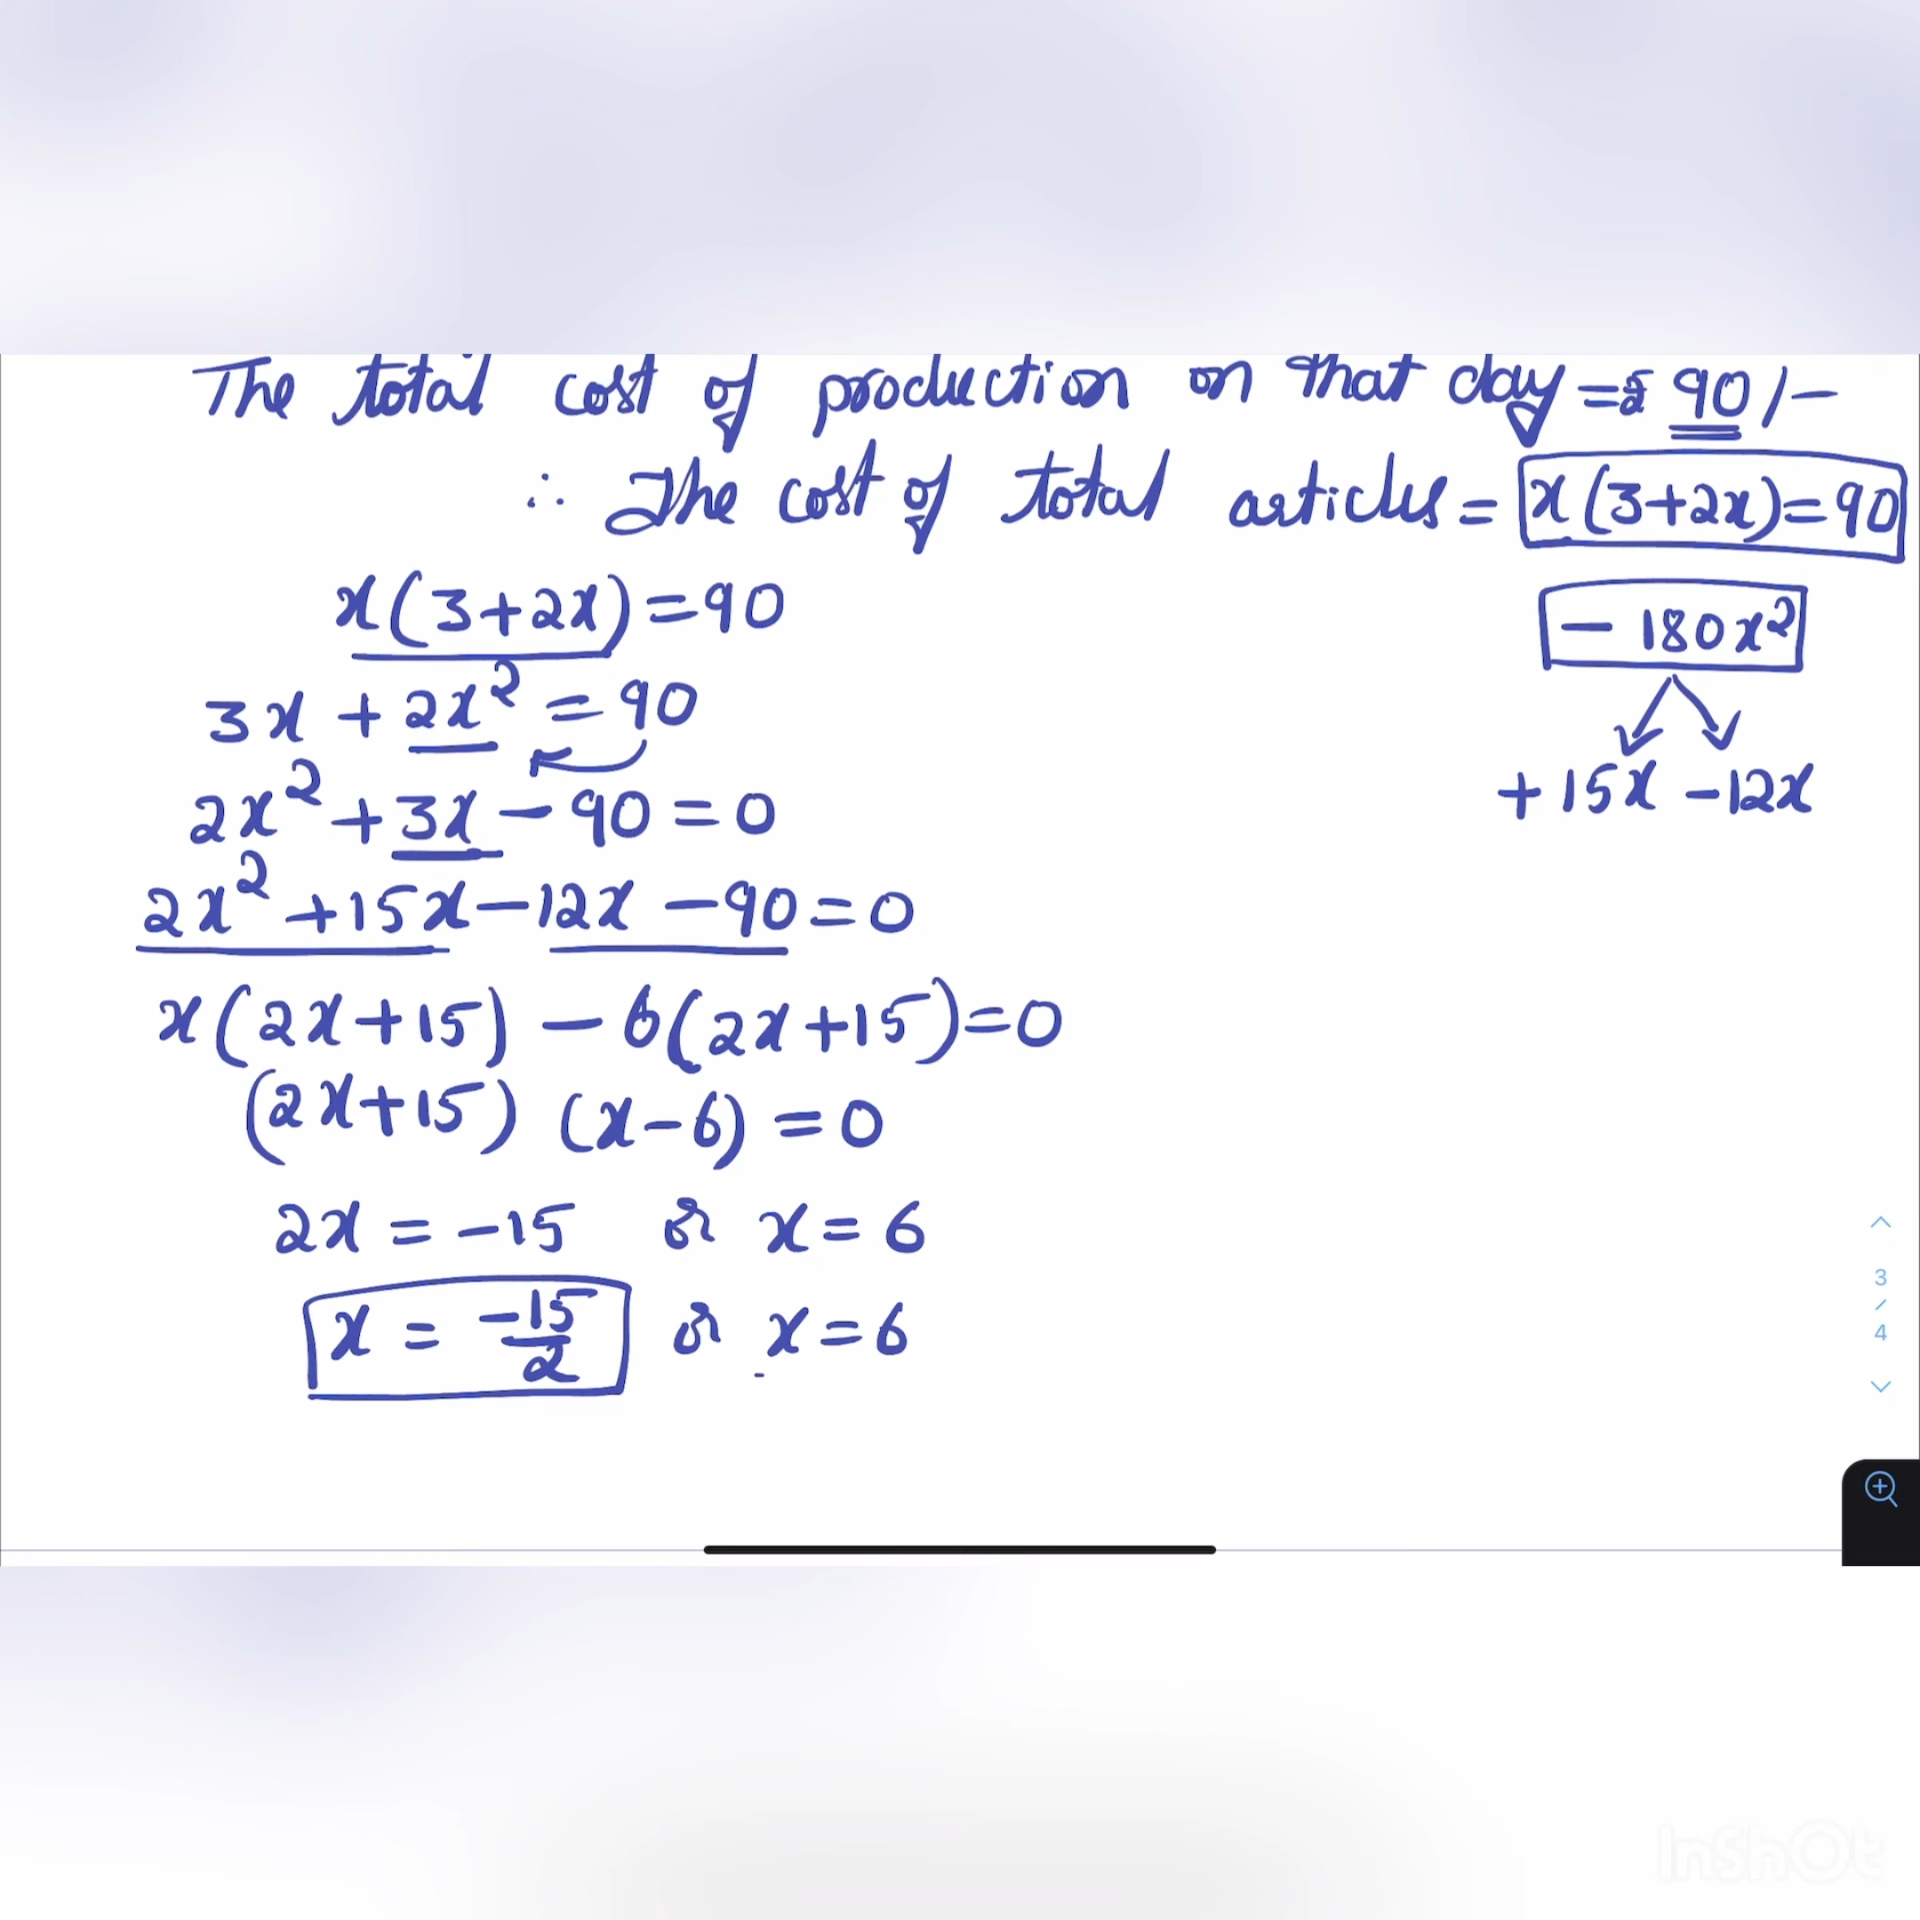 The total cost of production on that day = ₹ 90/-
∴ The cost of total articles = x(3+2x)=90
x(3+2x)=90
- 180x²
3x + 2x² = 90
+15x -12x
2x² + 3x - 90 = 0
2x² +15x -12x -90 = 0
x(2x+15) - 6(2x+15)=0
(2x+15) (x-6) = 0
2x = -15 or x = 6
x = -15/2 or x = 6
3
/
4
InShOt